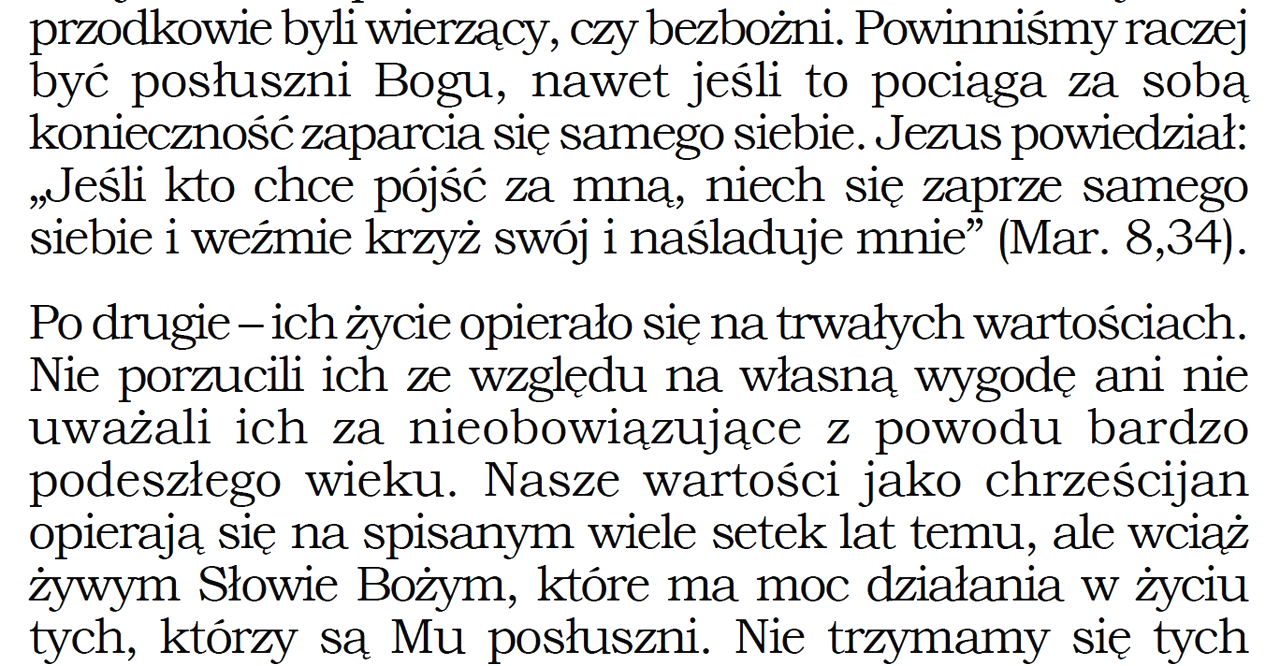 przodkowie byli wierzący, czy bezbożni. Powinniśmy raczej
być posłuszni Bogu, nawet jeśli to pociąga za sobą
konieczność zaparcia się samego siebie. Jezus powiedział:
„Jeśli kto chce pójść za mną, niech się zaprze samego
siebie i weźmie krzyż swój i naśladuje mnie” (Mar. 8,34).
Po drugie – ich życie opierało się na trwałych wartościach.
Nie porzucili ich ze względu na własną wygodę ani nie
uważali ich za nieobowiązujące z powodu bardzo
podeszłego wieku. Nasze wartości jako chrześcijan
opierają się na spisanym wiele setek lat temu, ale wciąż
żywym Słowie Bożym, które ma moc działania w życiu
tych, którzy są Mu posłuszni. Nie trzymamy się tych